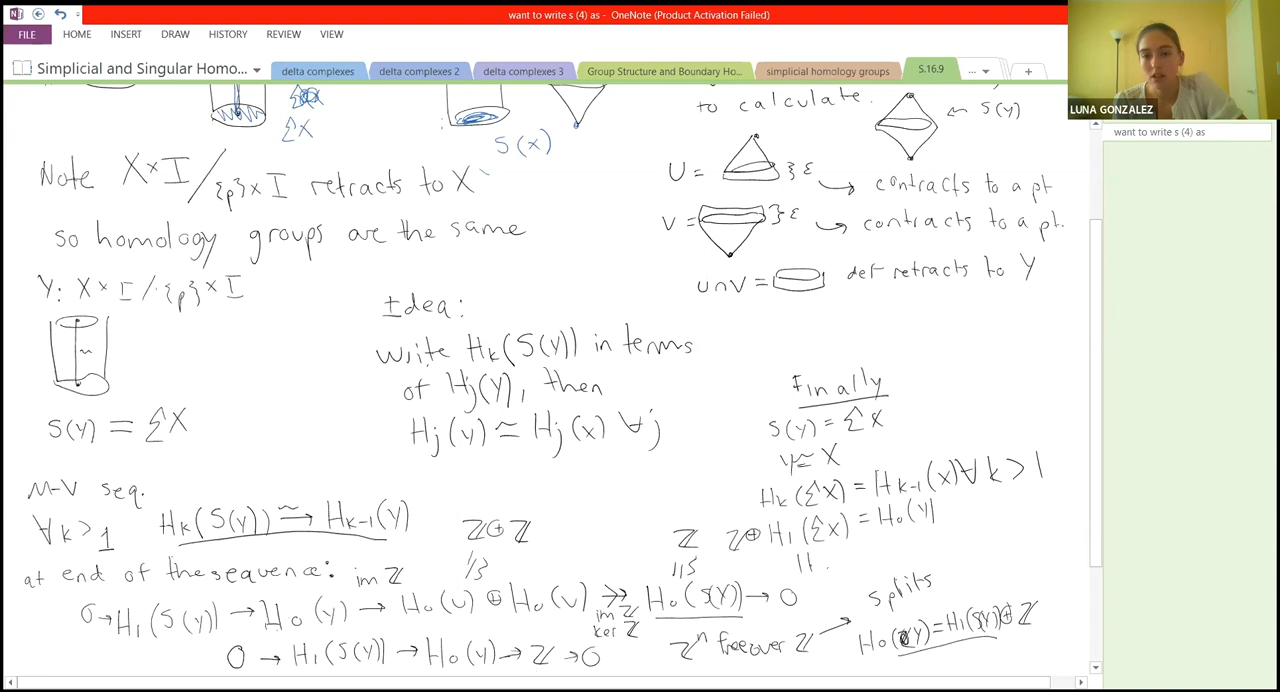 want to write s (4) as - OneNote (Product Activation Failed)
FILE HOME INSERT DRAW HISTORY REVIEW VIEW
Simplicial and Singular Homo...
delta complexes
delta complexes 2
delta complexes 3
Group Structure and Boundary Ho...
simplicial homology groups
S.16.9
...
+
LUNA GONZALEZ
want to write s (4) as
ΣX
S(X)
to calculate.
← S(Y)
Note X×I/{p}×I retracts to X
so homology groups are the same
Y: X×I/{p}×I
~
S(Y) = ΣX
U = } ε → contracts to a pt
V = } ε → contracts to a pt.
U∩V = def retracts to Y
Idea:
Write Hk(S(Y)) in terms
of Hj(Y), then
Hj(Y) ≃ Hj(X) ∀j
Finally
S(Y) = ΣX
Y ≃ X
Hk(ΣX) = Hk-1(X) ∀ k > 1
ℤ⊕H1(ΣX) = H0(Y)
M-V seq.
∀k>1 Hk(S(Y)) ~→ Hk-1(Y)
ℤ⊕ℤ
ℤ
at end of the sequence: im ℤ
0→H1(S(Y)) → H0(Y) → H0(U) ⊕ H0(V) ↠ H0(S(Y)) → 0
im ℤ
ker ℤ
0 → H1(S(Y)) → H0(Y) → ℤ → 0
ℤⁿ free over ℤ →
splits
H0(Y) = H1(S(Y)) ⊕ ℤ